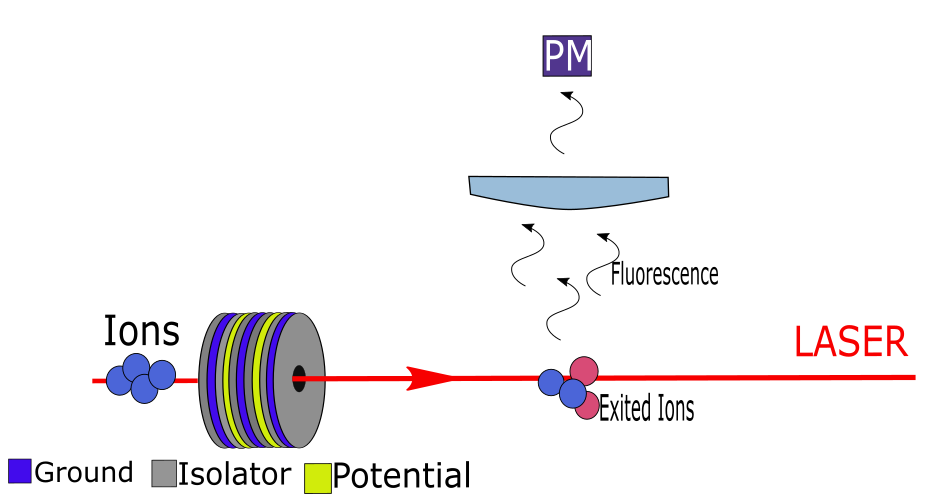 PM
Fluorescence
Ions
LASER
Exited Ions
Ground Isolator Potential